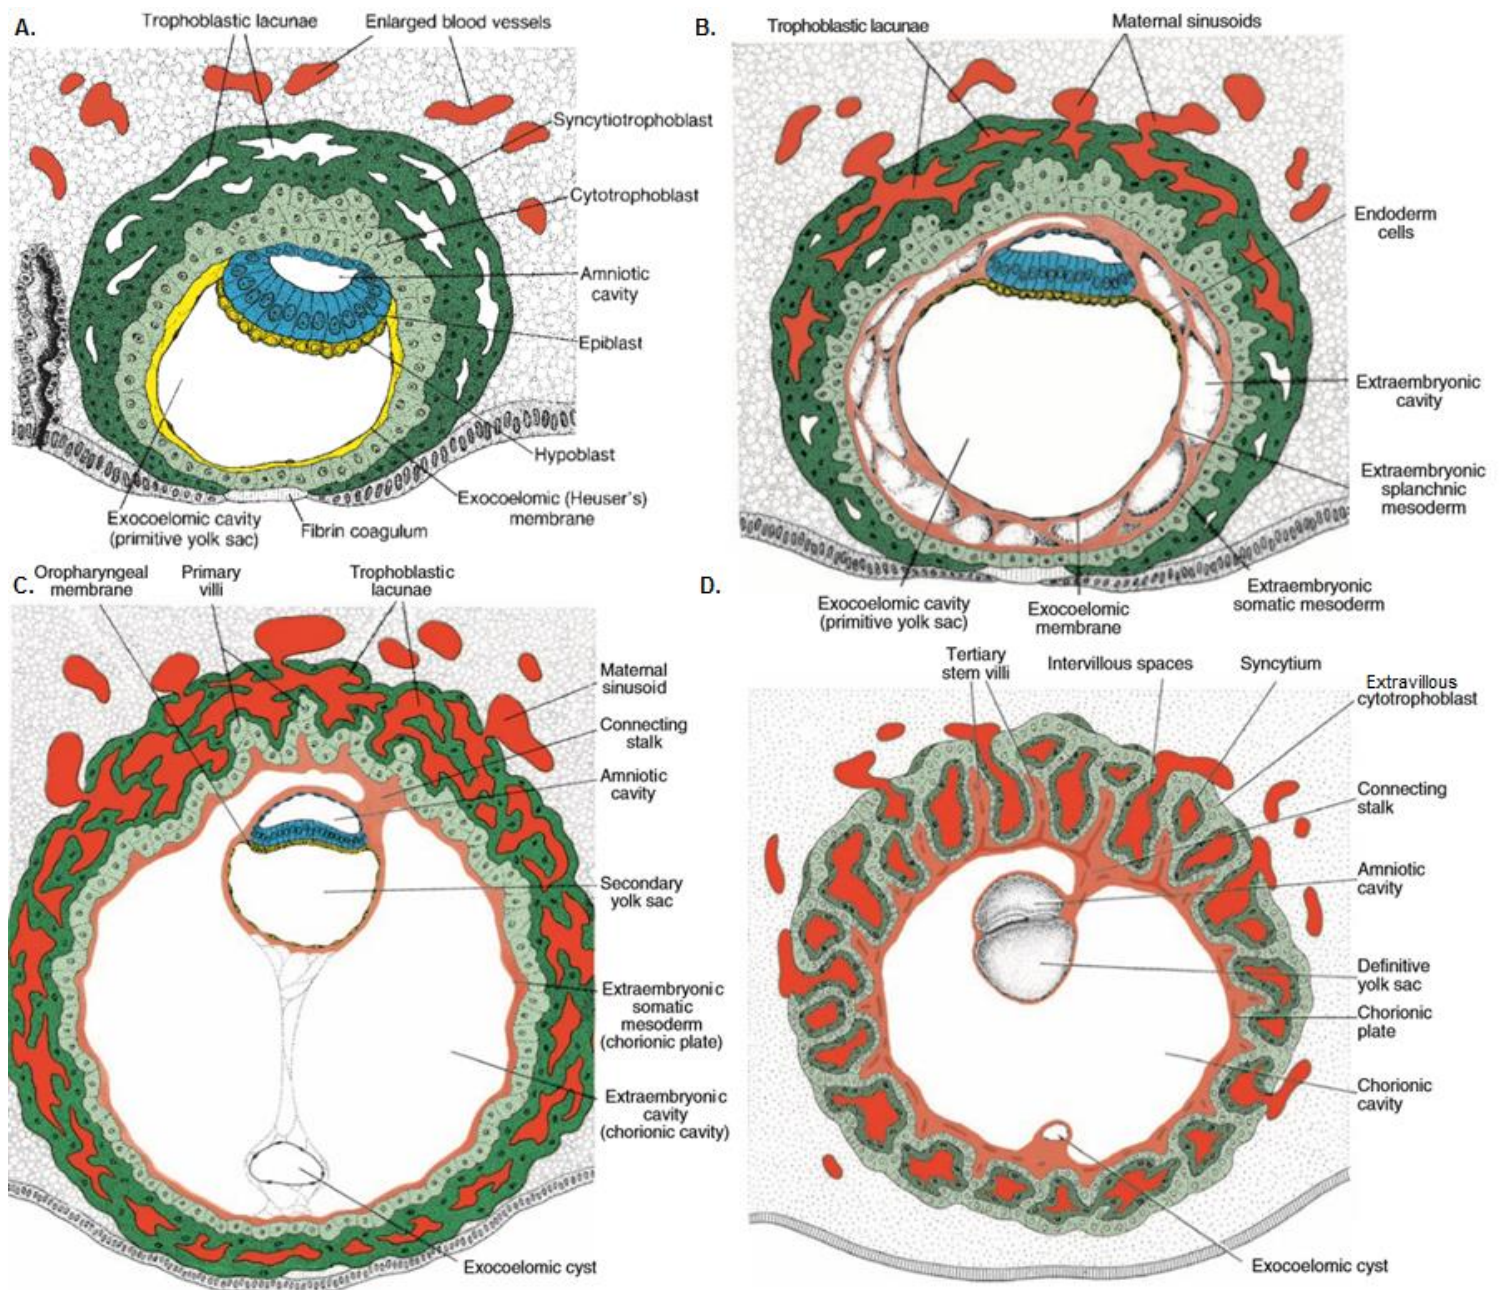 A.
Trophoblastic lacunae
Enlarged blood vessels
Syncytiotrophoblast
Cytotrophoblast
Amniotic
cavity
Epiblast
Hypoblast
Exocoelomic (Heuser's)
membrane
Fibrin coagulum
Exocoelomic cavity
(primitive yolk sac)
B.
Trophoblastic lacunae
Maternal sinusoids
Endoderm
cells
Extraembryonic
cavity
Extraembryonic
splanchnic
mesoderm
Extraembryonic
somatic mesoderm
Exocoelomic
membrane
Exocoelomic cavity
(primitive yolk sac)
C.
Oropharyngeal
membrane
Primary
villi
Trophoblastic
lacunae
Maternal
sinusoid
Connecting
stalk
Amniotic
cavity
Secondary
yolk sac
Extraembryonic
somatic
mesoderm
(chorionic plate)
Extraembryonic
cavity
(chorionic cavity)
Exocoelomic cyst
D.
Tertiary
stem villi
Intervillous spaces
Syncytium
Extravillous
cytotrophoblast
Connecting
stalk
Amniotic
cavity
Definitive
yolk sac
Chorionic
plate
Chorionic
cavity
Exocoelomic cyst